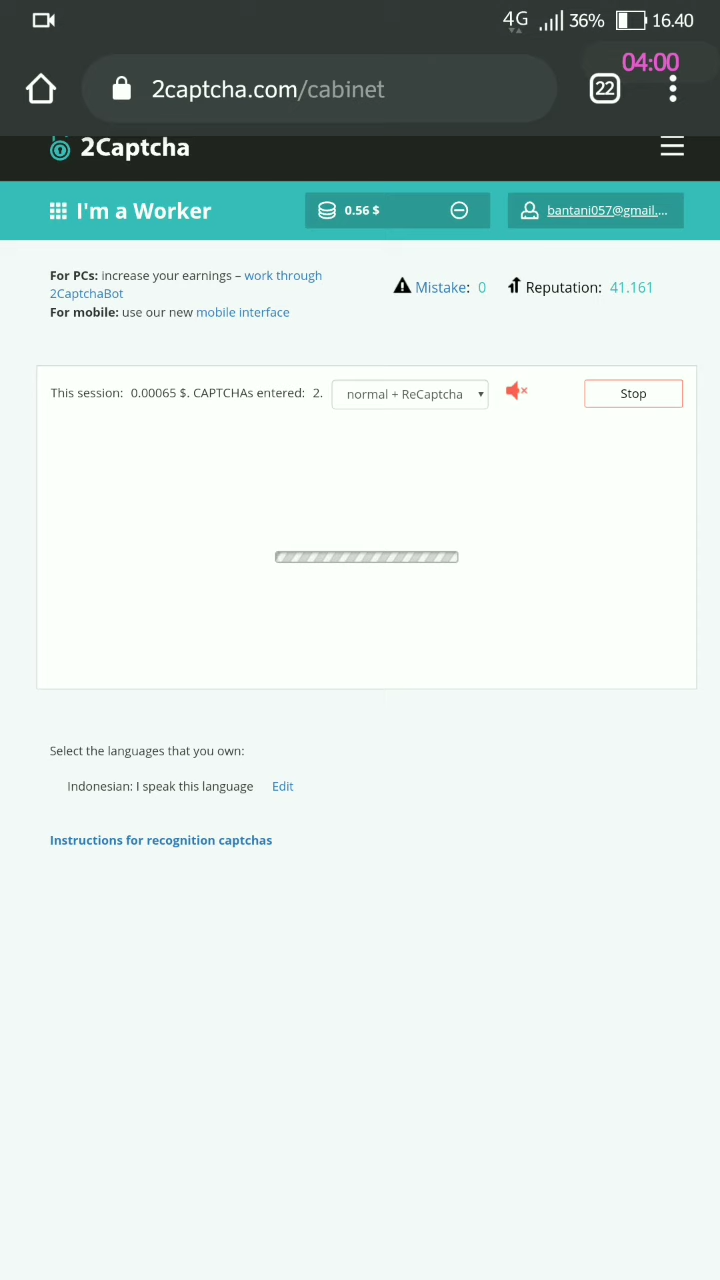 4G 36% 16.40
04:00
2captcha.com/cabinet 22
2Captcha
I'm a Worker 0.56 $ bantani057@gmail,...
For PCs: increase your earnings – work through
2CaptchaBot
For mobile: use our new mobile interface
Mistake: 0 Reputation: 41.161
This session: 0.00065 $. CAPTCHAs entered: 2. normal + ReCaptcha Stop
Select the languages that you own:
Indonesian: I speak this language Edit
Instructions for recognition captchas